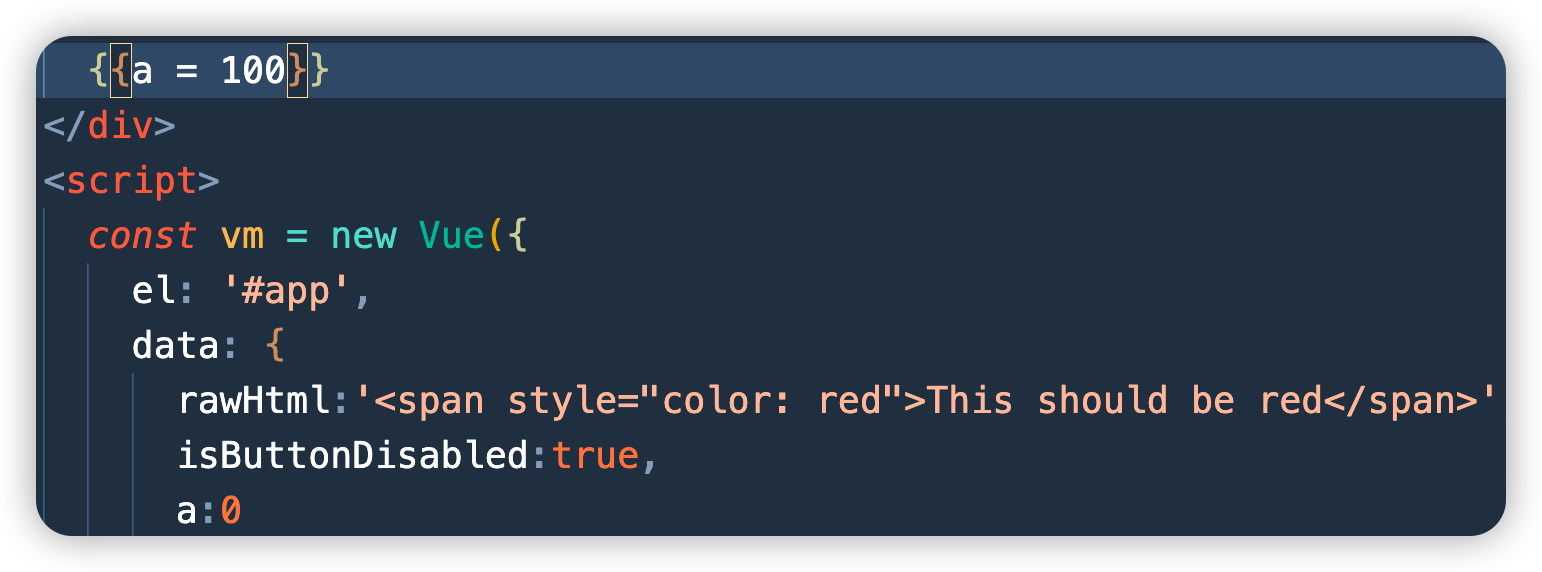 {{a = 100}}
</div>
<script>
const vm = new Vue({
el: '#app',
data: {
rawHtml:'<span style="color: red">This should be red</span>'
isButtonDisabled:true,
a:0